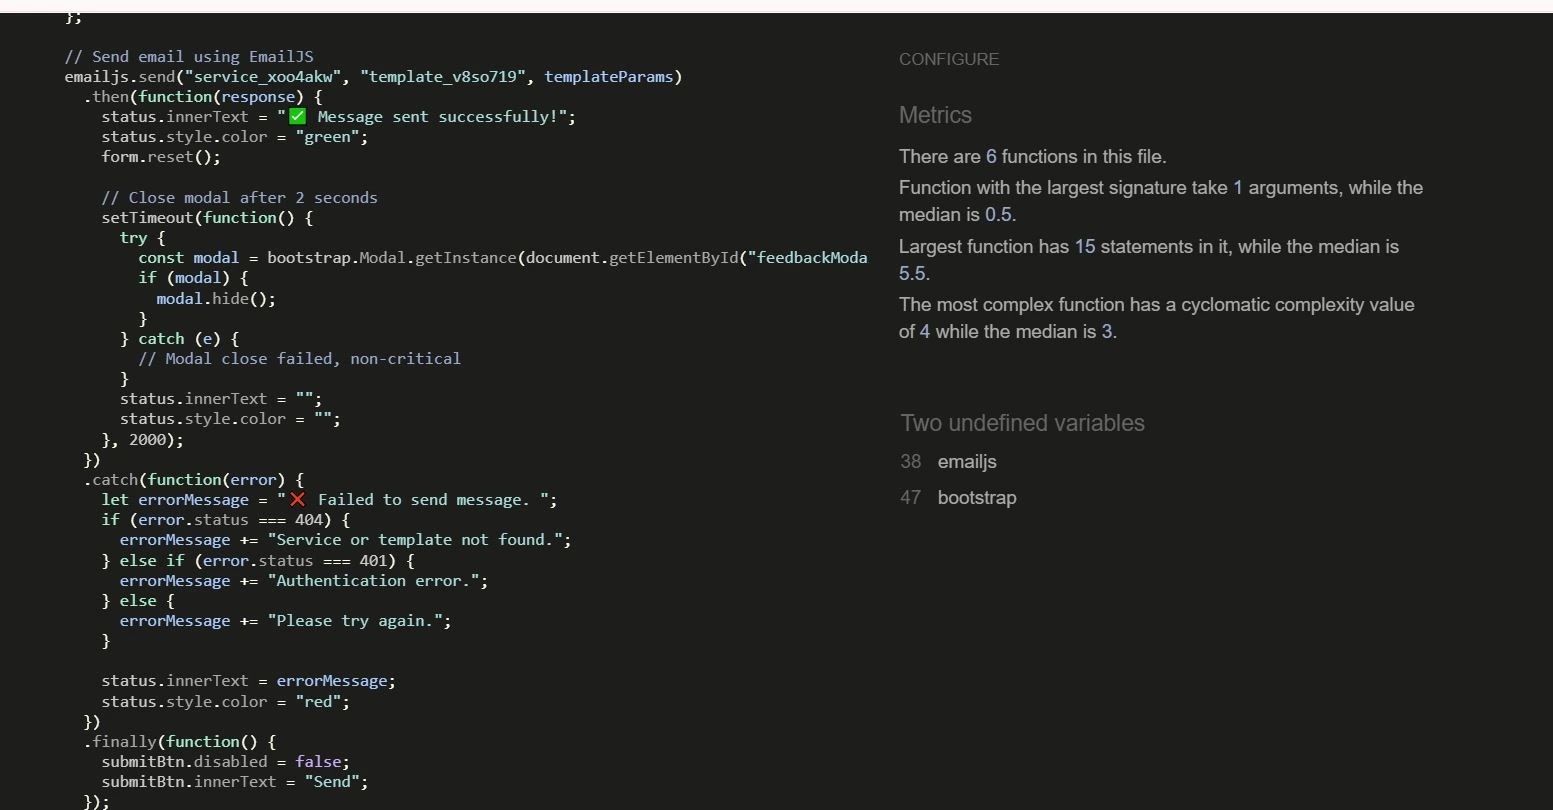 };
// Send email using EmailJS
emailjs.send("service_xoo4akw", "template_v8so719", templateParams)
.then(function(response) {
status.innerText = "✅ Message sent successfully!";
status.style.color = "green";
form.reset();
// Close modal after 2 seconds
setTimeout(function() {
try {
const modal = bootstrap.Modal.getInstance(document.getElementById("feedbackModa
if (modal) {
modal.hide();
}
} catch (e) {
// Modal close failed, non-critical
}
status.innerText = "";
status.style.color = "";
}, 2000);
})
.catch(function(error) {
let errorMessage = "❌ Failed to send message. ";
if (error.status === 404) {
errorMessage += "Service or template not found.";
} else if (error.status === 401) {
errorMessage += "Authentication error.";
} else {
errorMessage += "Please try again.";
}
status.innerText = errorMessage;
status.style.color = "red";
})
.finally(function() {
submitBtn.disabled = false;
submitBtn.innerText = "Send";
});
CONFIGURE
Metrics
There are 6 functions in this file.
Function with the largest signature take 1 arguments, while the
median is 0.5.
Largest function has 15 statements in it, while the median is
5.5.
The most complex function has a cyclomatic complexity value
of 4 while the median is 3.
Two undefined variables
38 emailjs
47 bootstrap